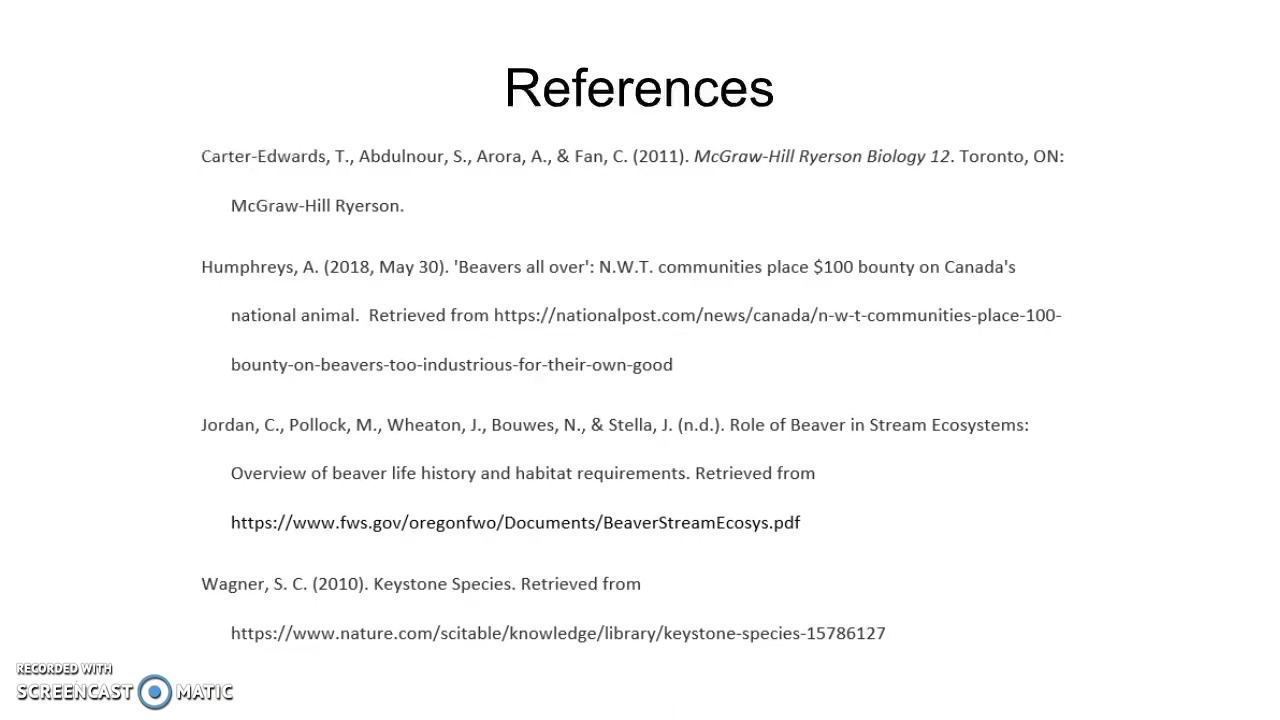 References
Carter-Edwards, T., Abdulnour, S., Arora, A., & Fan, C. (2011). McGraw-Hill Ryerson Biology 12. Toronto, ON:
McGraw-Hill Ryerson.
Humphreys, A. (2018, May 30). 'Beavers all over': N.W.T. communities place $100 bounty on Canada's
national animal.  Retrieved from https://nationalpost.com/news/canada/n-w-t-communities-place-100-
bounty-on-beavers-too-industrious-for-their-own-good
Jordan, C., Pollock, M., Wheaton, J., Bouwes, N., & Stella, J. (n.d.). Role of Beaver in Stream Ecosystems:
Overview of beaver life history and habitat requirements. Retrieved from
https://www.fws.gov/oregonfwo/Documents/BeaverStreamEcosys.pdf
Wagner, S. C. (2010). Keystone Species. Retrieved from
https://www.nature.com/scitable/knowledge/library/keystone-species-15786127
RECORDED WITH
SCREENCAST MATIC